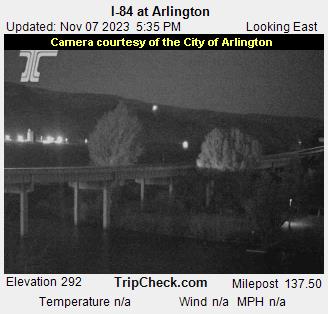 I-84 at Arlington
Updated: Nov 07 2023 5:35 PM Looking East
Camera courtesy of the City of Arlington
Elevation 292 TripCheck.com Milepost 137.50
Temperature n/a Wind n/a MPH n/a